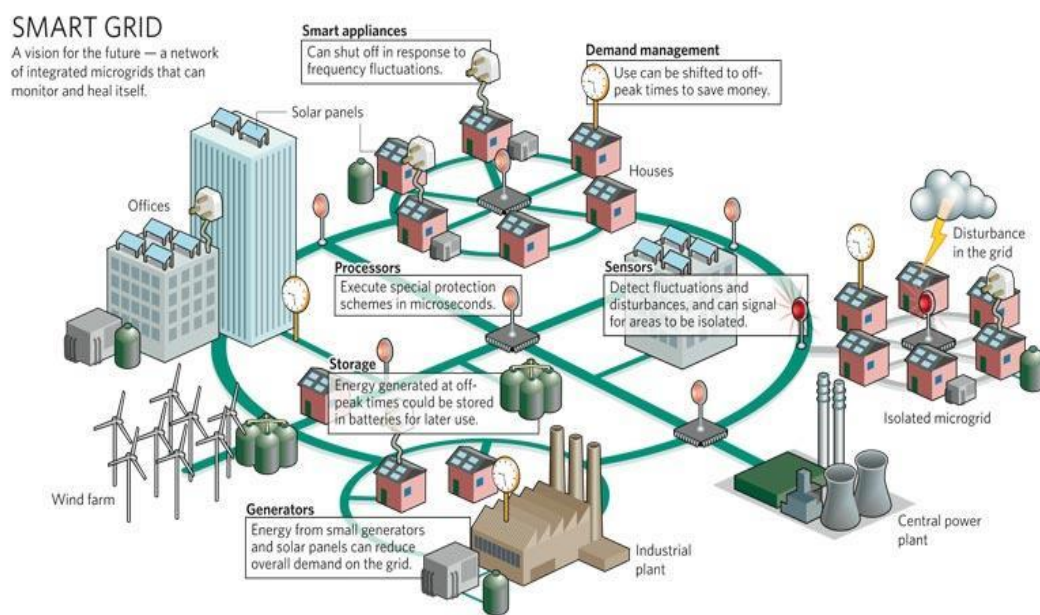 SMART GRID
A vision for the future — a network
of integrated microgrids that can
monitor and heal itself.
Smart appliances
Can shut off in response to
frequency fluctuations.
Demand management
Use can be shifted to off-
peak times to save money.
Solar panels
Houses
Offices
Disturbance
in the grid
Processors
Execute special protection
schemes in microseconds.
Sensors
Detect fluctuations and
disturbances, and can signal
for areas to be isolated.
Storage
Energy generated at off-
peak times could be stored
in batteries for later use.
Isolated microgrid
Wind farm
Generators
Energy from small generators
and solar panels can reduce
overall demand on the grid.
Industrial
plant
Central power
plant